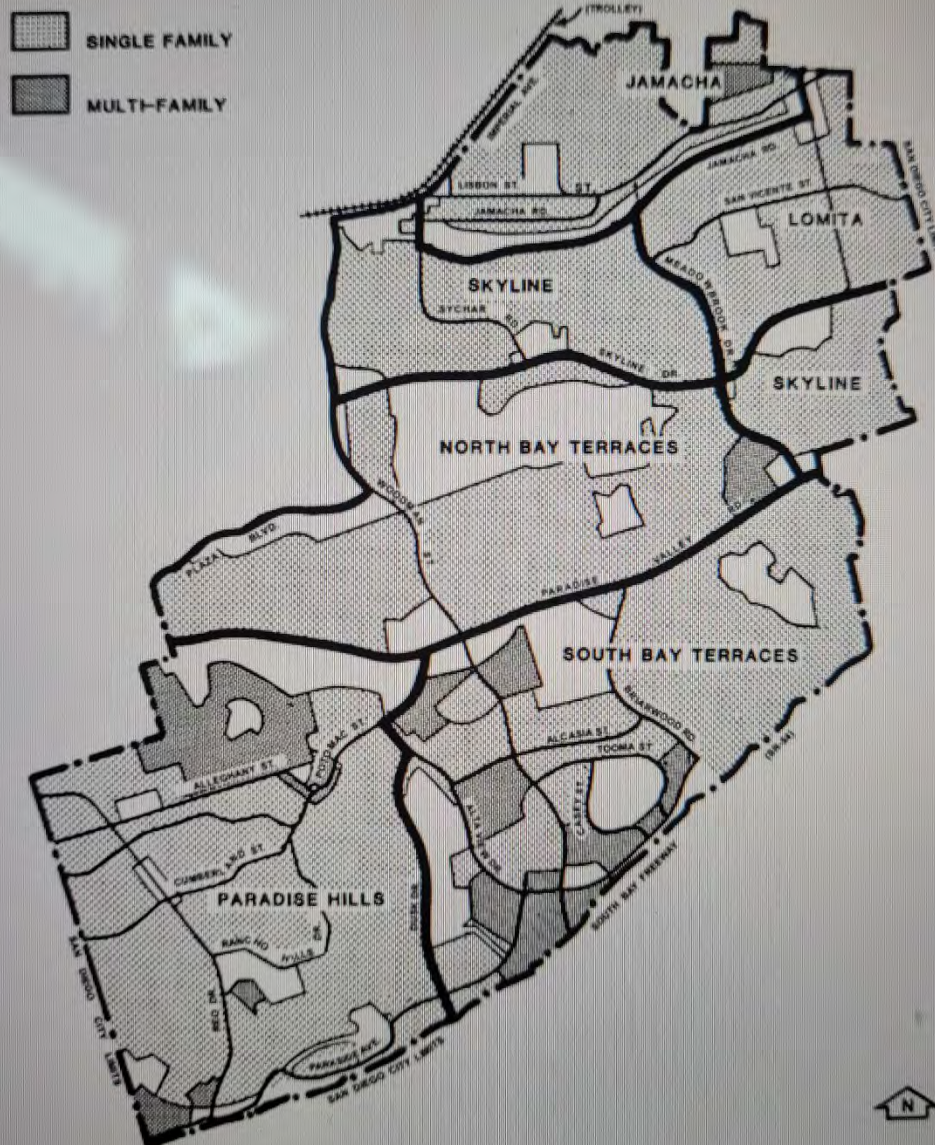 SINGLE FAMILY
MULTI-FAMILY
(TROLLEY)
IMPERIAL AVE.
JAMACHA
LISBON ST.
ST.
JAMACHA RD.
JAMACHA RD.
SAN VICENTE ST.
LOMITA
SAN DIEGO CITY
SKYLINE
MEADOWBROOK DR.
SYCHAR RD.
SKYLINE DR.
SKYLINE
NORTH BAY TERRACES
WOODMAN ST.
PLAZA BLVD.
PARADISE VALLEY RD.
SOUTH BAY TERRACES
BRIARWOOD RD.
POTOMAC ST.
ALCASIA ST.
TOOMA ST
(SR-54)
ALLEGHANY ST.
CASEY ST.
ALTA VIEW DR.
CUMBERLAND ST.
PARADISE HILLS
DUSK DR.
SOUTH BAY FREEWAY
RANCHO HILLS DR.
REO DR.
SAN DIEGO CITY LIMITS
PARKSIDE AVE.
SAN DIEGO CITY LIMITS
N